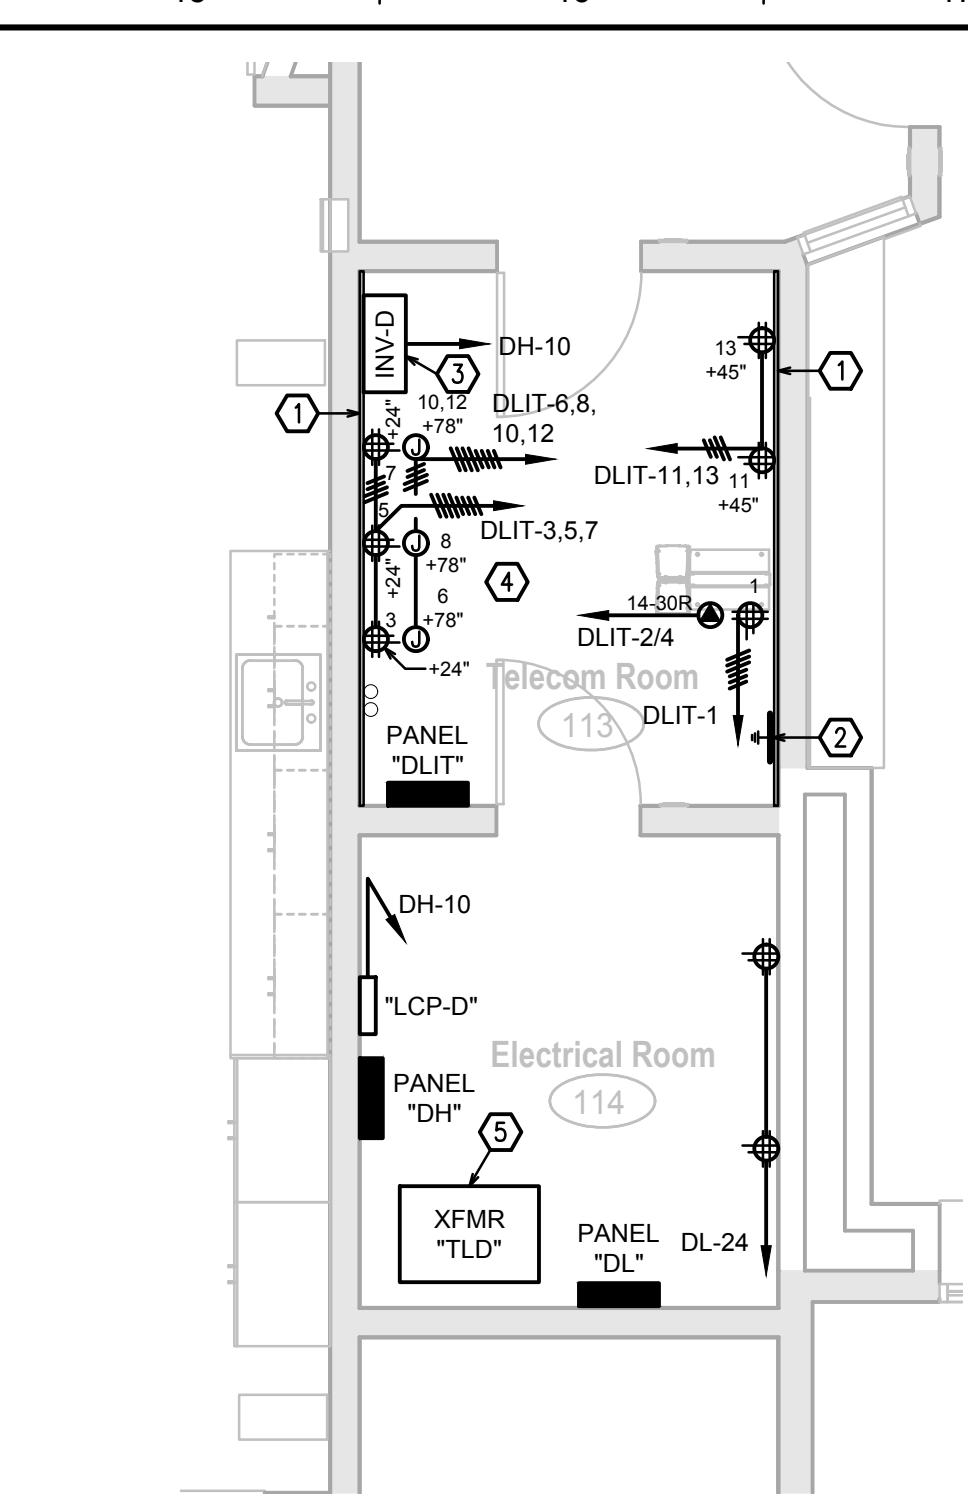 INV-D
DH-10
3
1
+24"
10,12
+78"
DLIT-6,8,
10,12
13
+45"
1
J
7
DLIT-11,13
11
+45"
5
DLIT-3,5,7
J
8
+78"
+24"
4
6
+78"
3
J
+24"
14-30R
1
DLIT-2/4
Telecom Room
113
DLIT-1
2
PANEL
"DLIT"
DH-10
"LCP-D"
Electrical Room
114
PANEL
"DH"
5
XFMR
"TLD"
PANEL
"DL"
DL-24